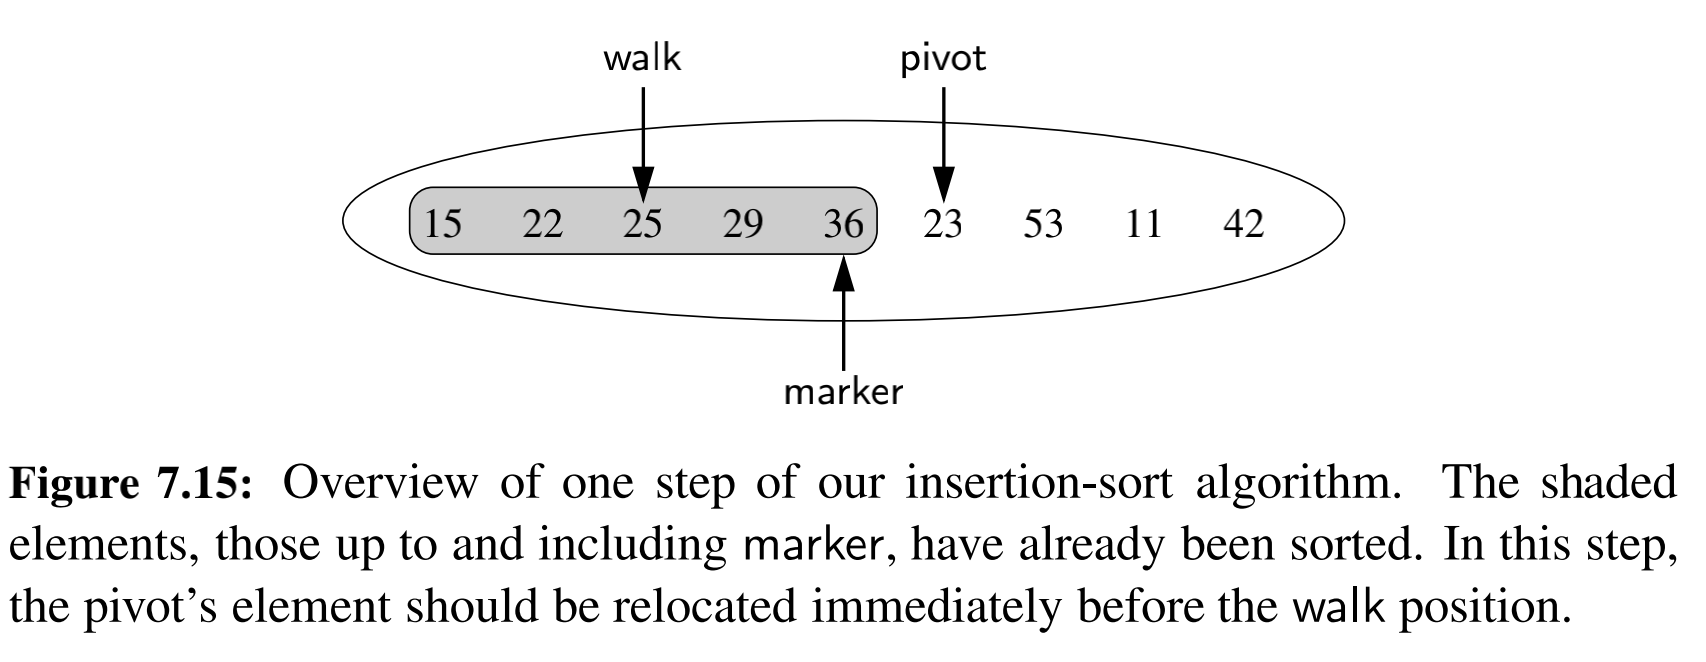 walk pivot
15 22 25 29 36 23 53 11 42
marker
Figure 7.15: Overview of one step of our insertion-sort algorithm. The shaded
elements, those up to and including marker, have already been sorted. In this step,
the pivot’s element should be relocated immediately before the walk position.